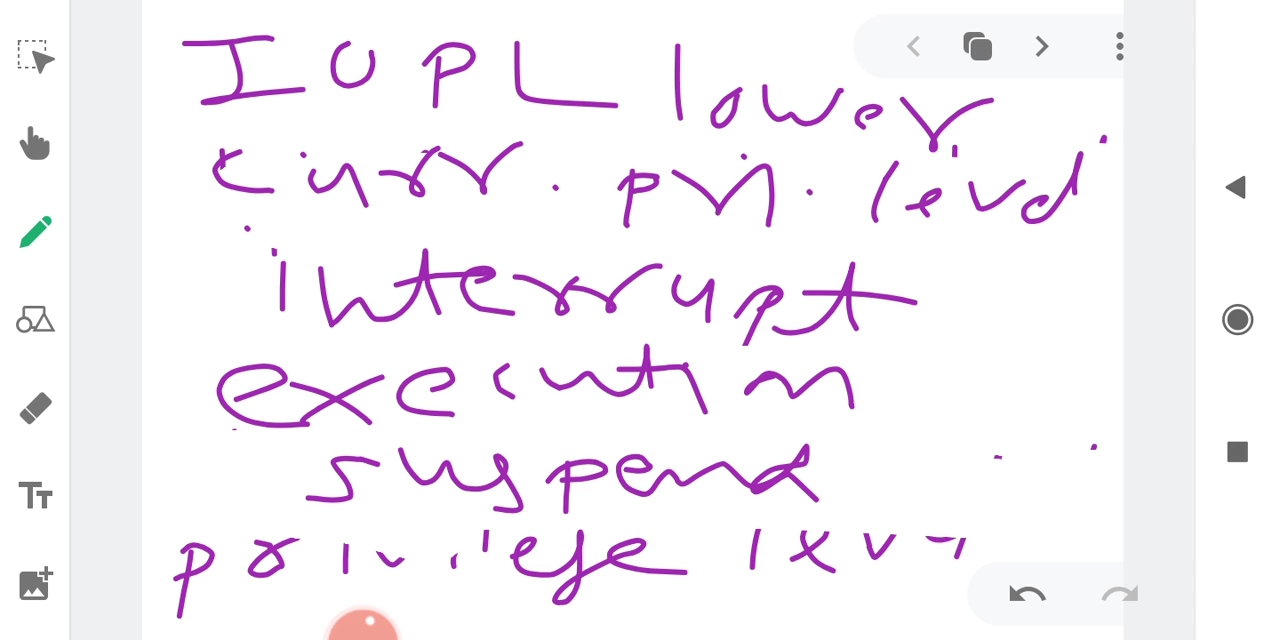 IOPL lower
curr. pri. level
interrupt
execution
suspend
privilege